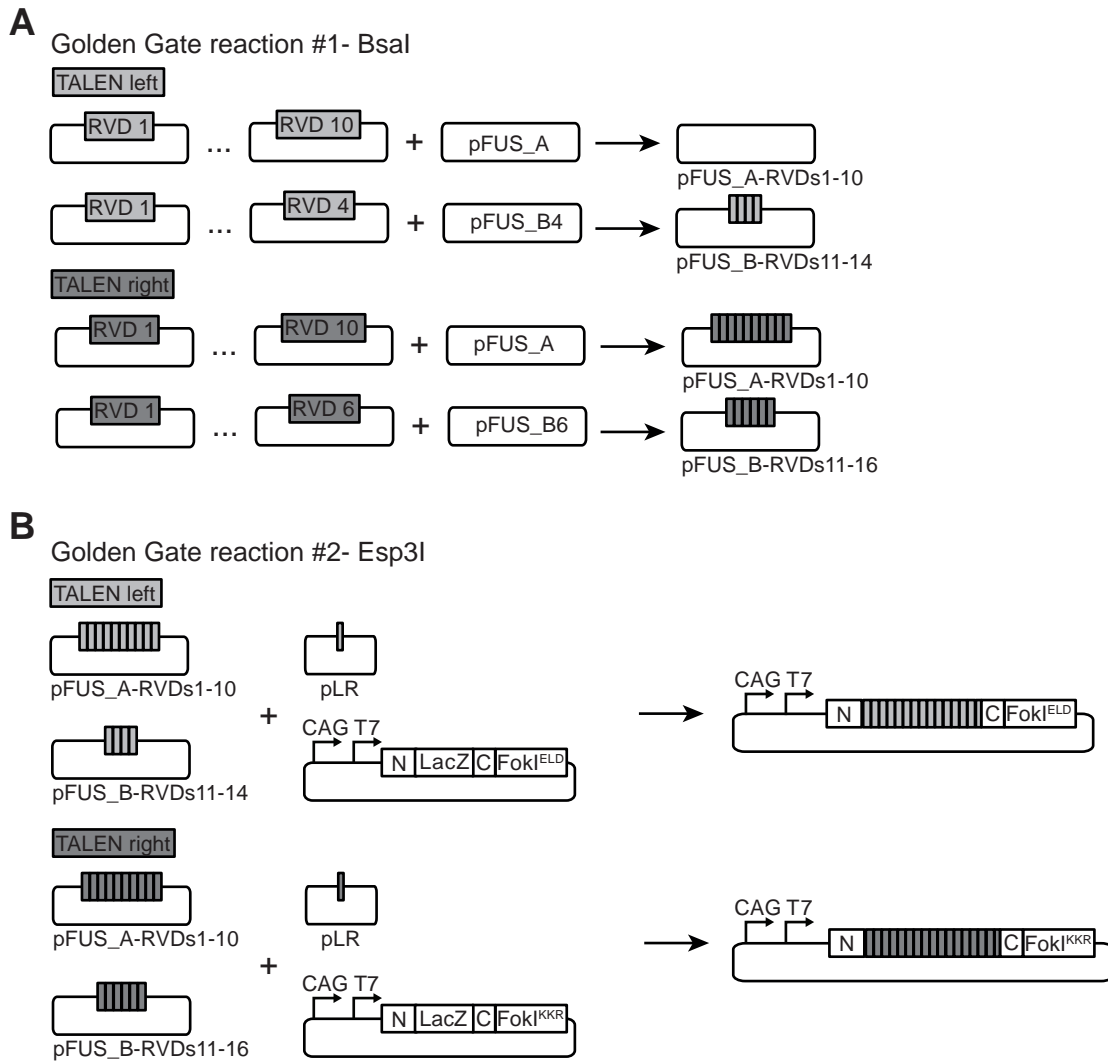 A
Golden Gate reaction #1- BsaI
TALEN left
RVD 1 ... RVD 10 + pFUS_A
pFUS_A-RVDs1-10
RVD 1 ... RVD 4 + pFUS_B4
pFUS_B-RVDs11-14
TALEN right
RVD 1 ... RVD 10 + pFUS_A
pFUS_A-RVDs1-10
RVD 1 ... RVD 6 + pFUS_B6
pFUS_B-RVDs11-16
B
Golden Gate reaction #2- Esp3I
TALEN left
pFUS_A-RVDs1-10
pLR
+
pFUS_B-RVDs11-14
CAG T7
N LacZ C FokI^ELD
CAG T7
N C FokI^ELD
TALEN right
pFUS_A-RVDs1-10
pLR
+
pFUS_B-RVDs11-16
CAG T7
N LacZ C FokI^KKR
CAG T7
N C FokI^KKR